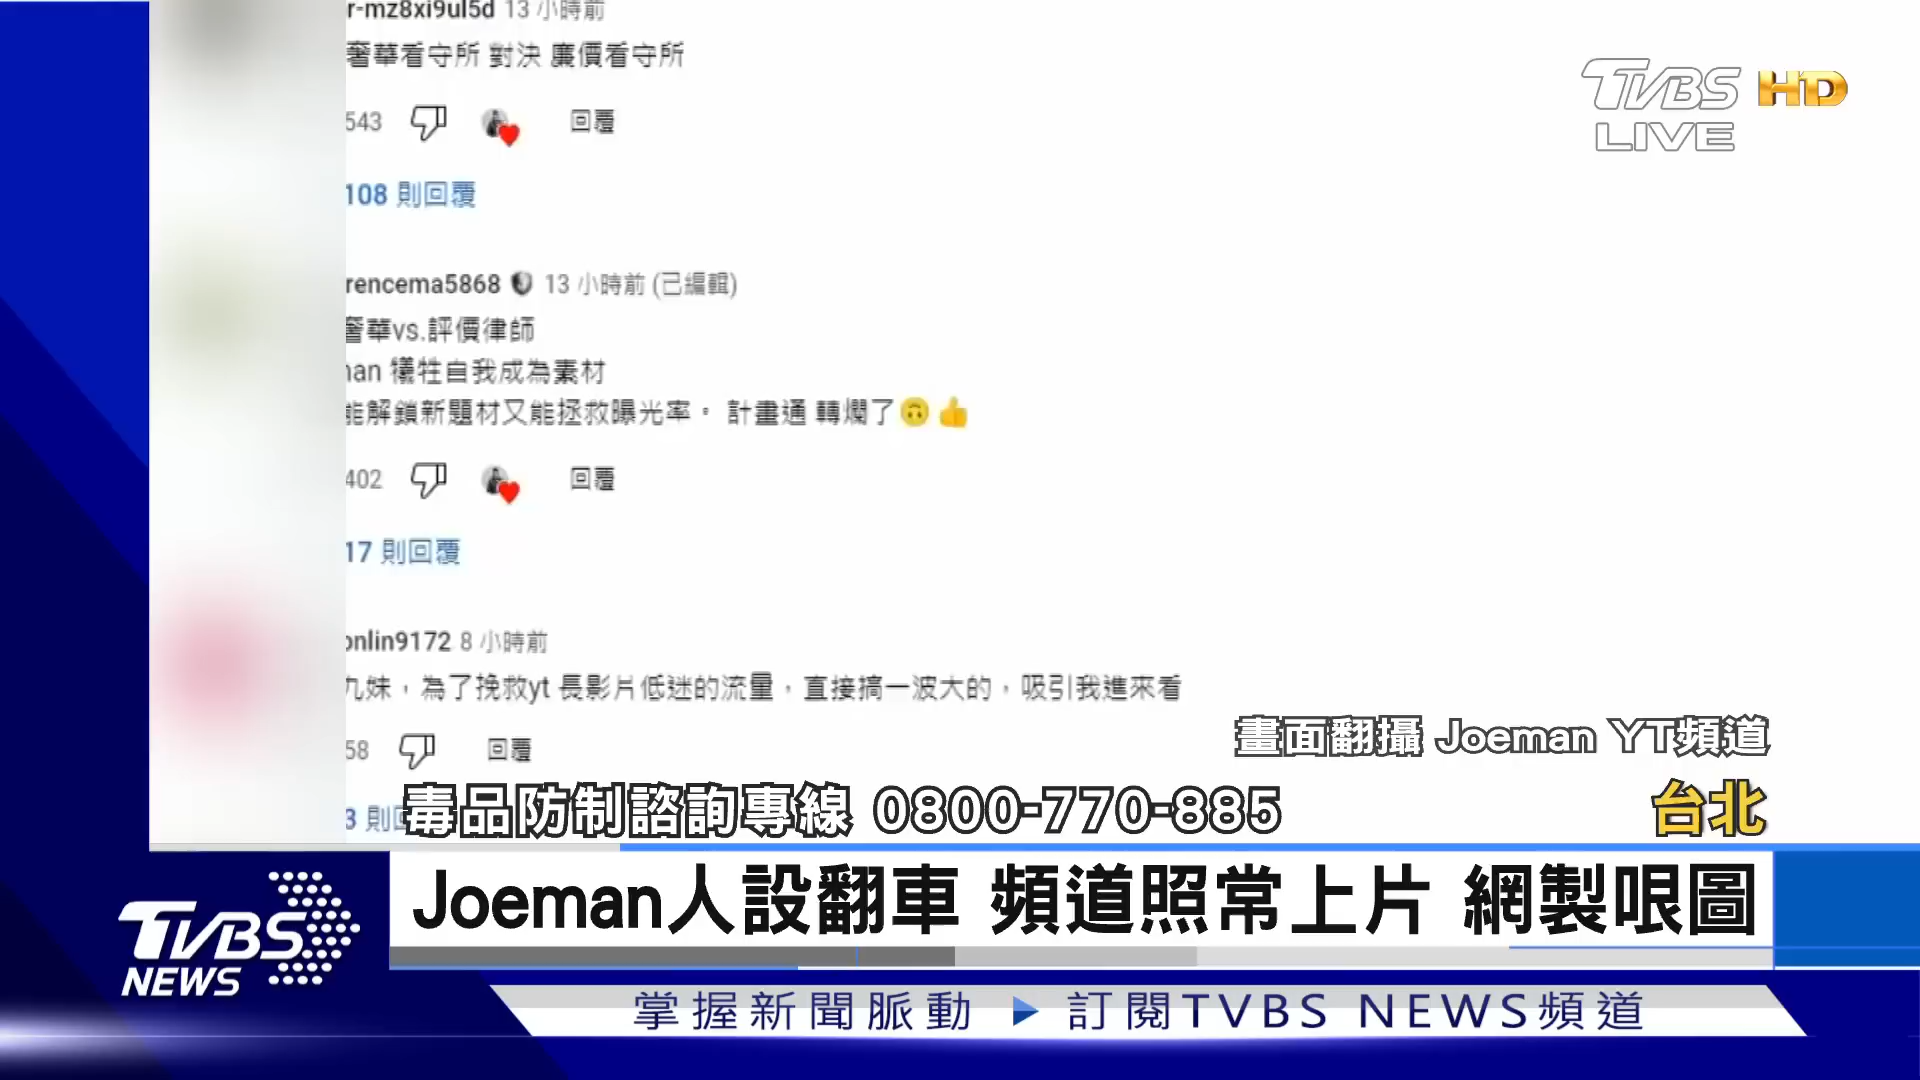 r-mz8xi9ul5d 13 小時前
奢華看守所 對決 廉價看守所
543 回覆
108 則回覆
rencema5868 13 小時前 (已編輯)
奢華vs.評價律師
nan 犧牲自我成為素材
能解鎖新題材又能拯救曝光率。 計畫通 轉爛了🙃👍
402 回覆
17 則回覆
onlin9172 8 小時前
九妹，為了挽救yt 長影片低迷的流量，直接搞一波大的，吸引我進來看
58 回覆
3 則回
TVBS HD
LIVE
畫面翻攝 Joeman YT頻道
毒品防制諮詢專線 0800-770-885
台北
Joeman人設翻車 頻道照常上片 網製哏圖
TVBS
NEWS
掌握新聞脈動 ▶ 訂閱TVBS NEWS頻道